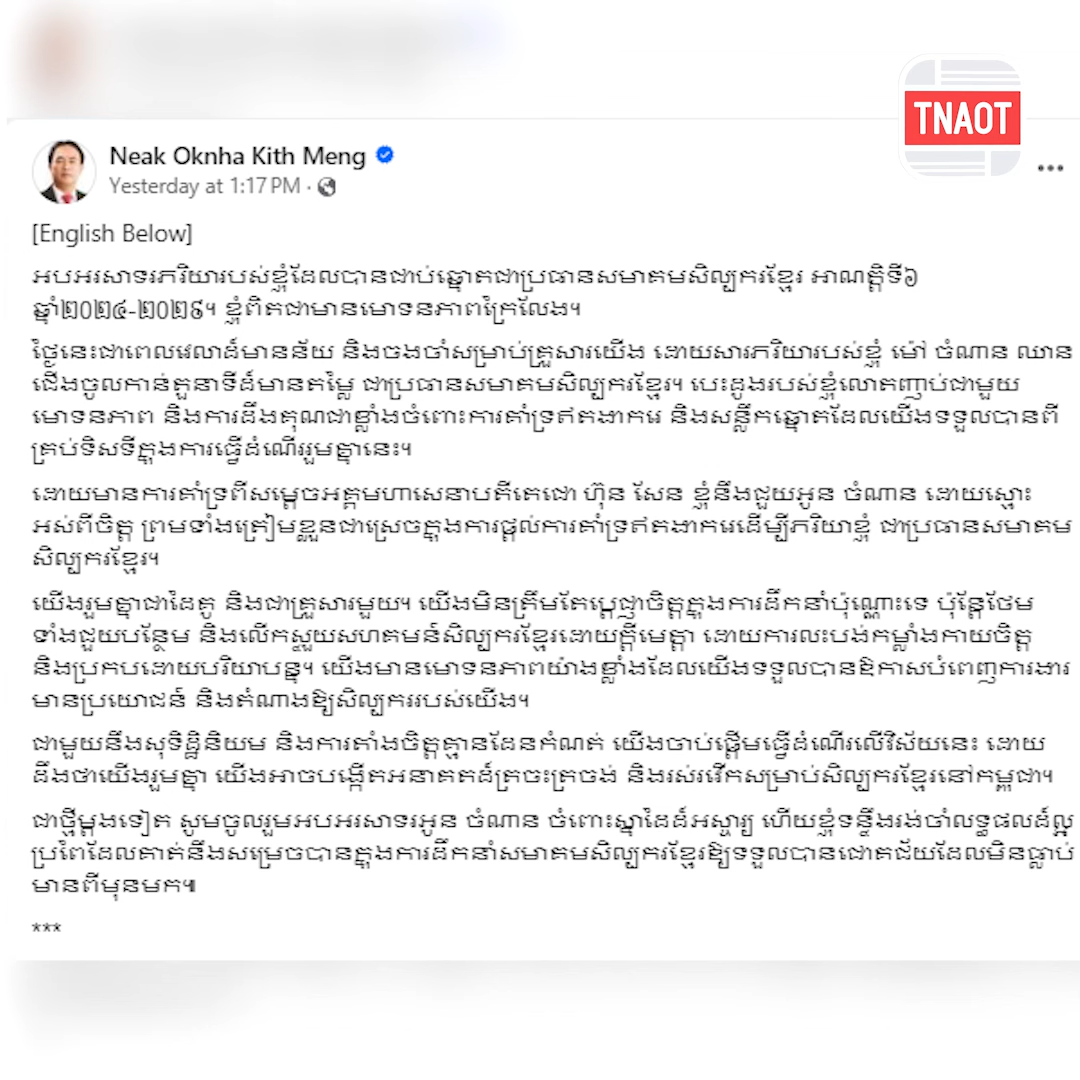 TNAOT
Neak Oknha Kith Meng
Yesterday at 1:17 PM ·
[English Below]
អបអរសាទរភរិយារបស់ខ្ញុំដែលបានជាប់ឆ្នោតជាប្រធានសមាគមសិល្បករខ្មែរ អាណត្តិទី៦
ឆ្នាំ២០២៤-២០២៩។ ខ្ញុំពិតជាមានមោទនភាពក្រៃលែង។
ថ្ងៃនេះជាពេលវេលាដ៏មានន័យ និងចងចាំសម្រាប់គ្រួសារយើង ដោយសារភរិយារបស់ខ្ញុំ ម៉ៅ ចំណាន ឈាន
ជើងចូលកាន់តួនាទីដ៏មានតម្លៃ ជាប្រធានសមាគមសិល្បករខ្មែរ។ បេះដូងរបស់ខ្ញុំលោតញាប់ជាមួយ
មោទនភាព និងការដឹងគុណជាខ្លាំងចំពោះការគាំទ្រឥតងាករេ និងសន្លឹកឆ្នោតដែលយើងទទួលបានពី
គ្រប់ទិសទីក្នុងការធ្វើដំណើររួមគ្នានេះ។
ដោយមានការគាំទ្រពីសម្ដេចអគ្គមហាសេនាបតីតេជោ ហ៊ុន សែន ខ្ញុំនឹងជួយអូន ចំណាន ដោយស្មោះ
អស់ពីចិត្ត ព្រមទាំងត្រៀមខ្លួនជាស្រេចក្នុងការផ្ដល់ការគាំទ្រឥតងាករេដើម្បីភរិយាខ្ញុំ ជាប្រធានសមាគម
សិល្បករខ្មែរ។
យើងរួមគ្នាជាដៃគូ និងជាគ្រួសារមួយ។ យើងមិនត្រឹមតែប្ដេជ្ញាចិត្តក្នុងការដឹកនាំប៉ុណ្ណោះទេ ប៉ុន្តែថែម
ទាំងជួយបន្ថែម និងលើកស្ទួយសហគមន៍សិល្បករខ្មែរដោយក្ដីមេត្តា ដោយការលះបង់កម្លាំងកាយចិត្ត
និងប្រកបដោយបរិយាបន្ន។ យើងមានមោទនភាពយ៉ាងខ្លាំងដែលយើងទទួលបានឱកាសបំពេញការងារ
មានប្រយោជន៍ និងតំណាងឱ្យសិល្បកររបស់យើង។
ជាមួយនឹងសុទិដ្ឋិនិយម និងការតាំងចិត្តគ្មានដែនកំណត់ យើងចាប់ផ្ដើមធ្វើដំណើរលើវិស័យនេះ ដោយ
ដឹងថាយើងរួមគ្នា យើងអាចបង្កើតអនាគតដ៏ត្រចះត្រចង់ និងរស់រវើកសម្រាប់សិល្បករខ្មែរនៅកម្ពុជា។
ជាថ្មីម្ដងទៀត សូមចូលរួមអបអរសាទរអូន ចំណាន ចំពោះស្នាដៃដ៏អស្ចារ្យ ហើយខ្ញុំទន្ទឹងរង់ចាំលទ្ធផលដ៏ល្អ
ប្រពៃដែលគាត់នឹងសម្រេចបានក្នុងការដឹកនាំសមាគមសិល្បករខ្មែរឱ្យទទួលបានជោគជ័យដែលមិនធ្លាប់
មានពីមុនមក៕
***